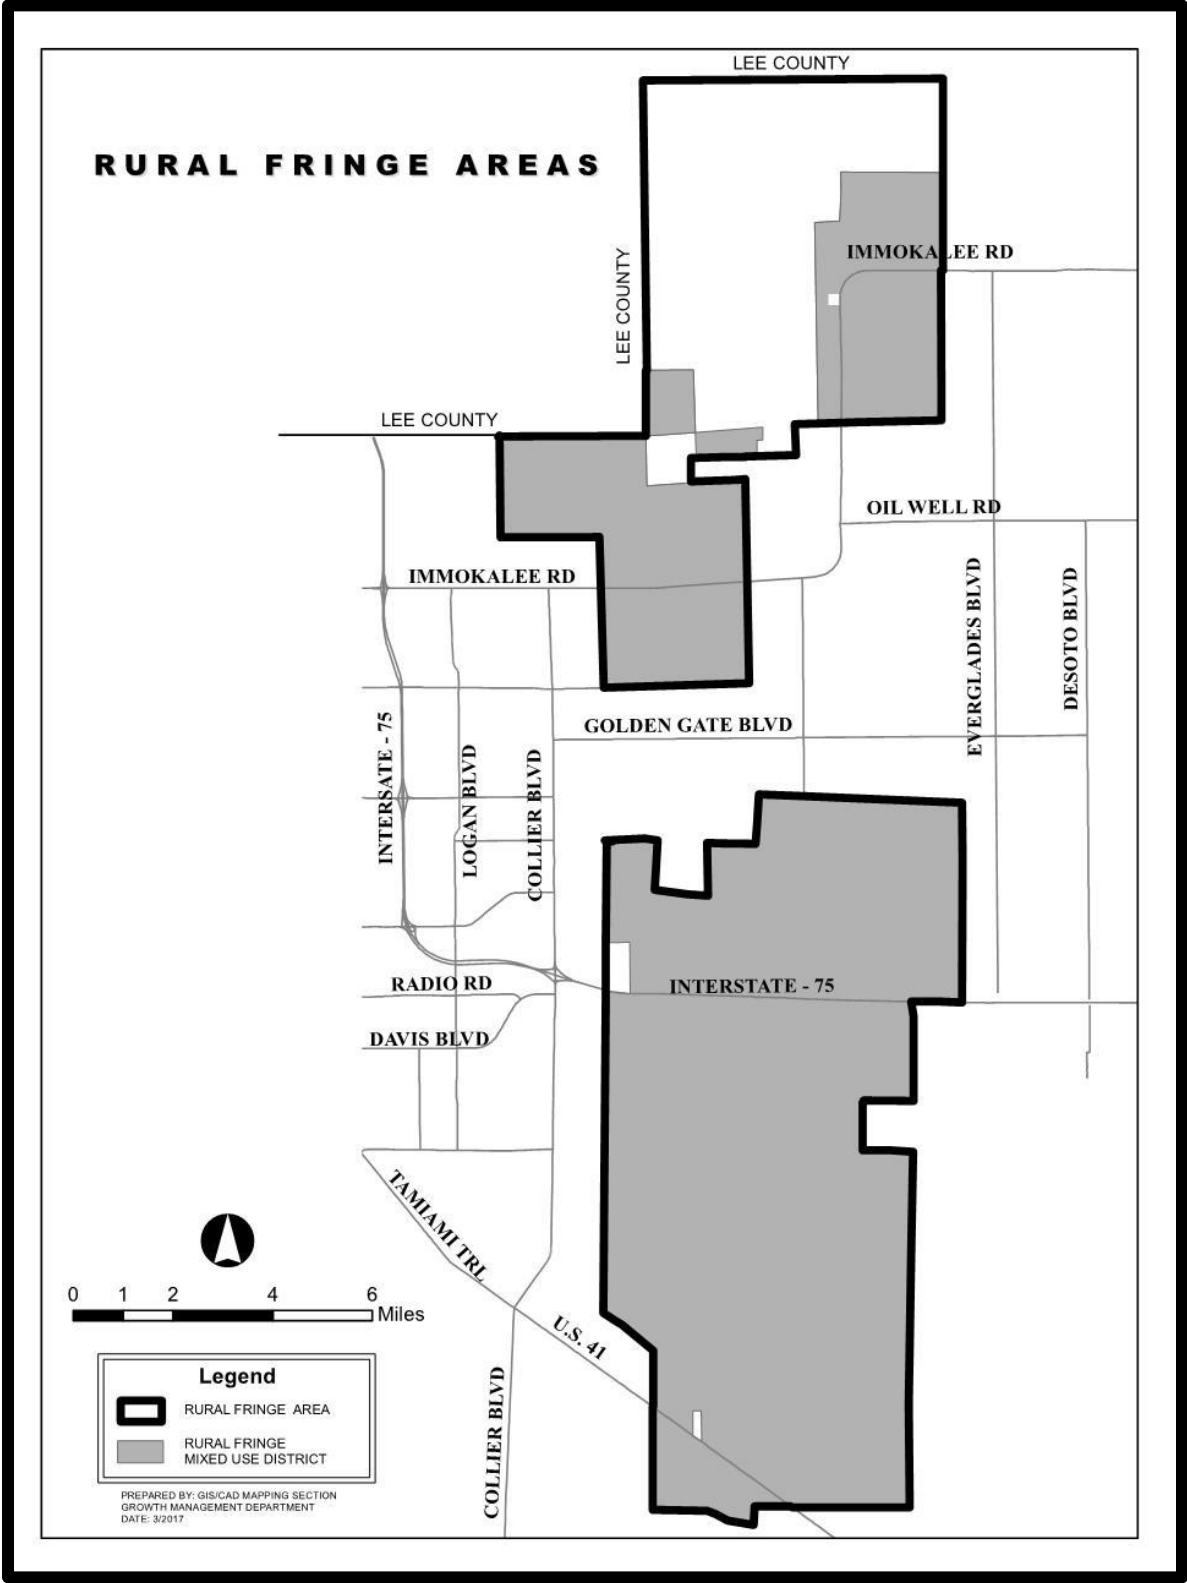 LEE COUNTY
RURAL FRINGE AREAS
IMMOKALEE RD
LEE COUNTY
LEE COUNTY
OIL WELL RD
IMMOKALEE RD
EVERGLADES BLVD
DESOTO BLVD
GOLDEN GATE BLVD
INTERSATE - 75
LOGAN BLVD
COLLIER BLVD
RADIO RD
INTERSTATE - 75
DAVIS BLVD
TAMIAMI TRL
U.S. 41
0 1 2 4 6
Miles
COLLIER BLVD
Legend
RURAL FRINGE AREA
RURAL FRINGE
MIXED USE DISTRICT
PREPARED BY: GIS/CAD MAPPING SECTION
GROWTH MANAGEMENT DEPARTMENT
DATE: 3/2017